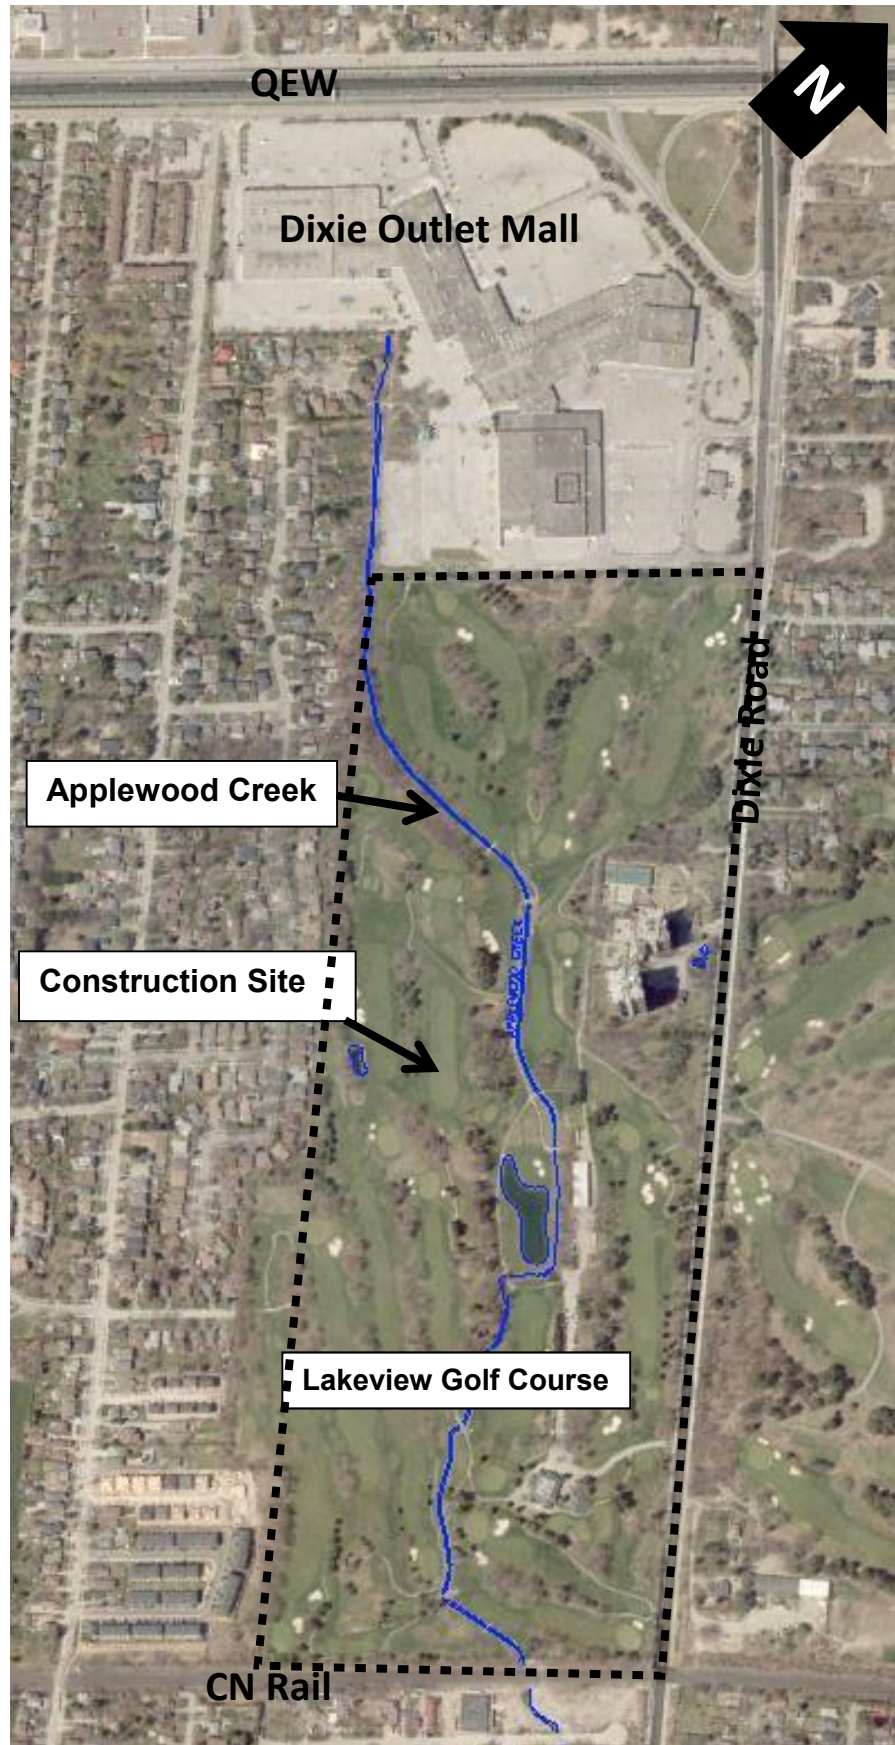 QEW
N
Dixie Outlet Mall
Dixie Road
Applewood Creek
Construction Site
Lakeview Golf Course
CN Rail